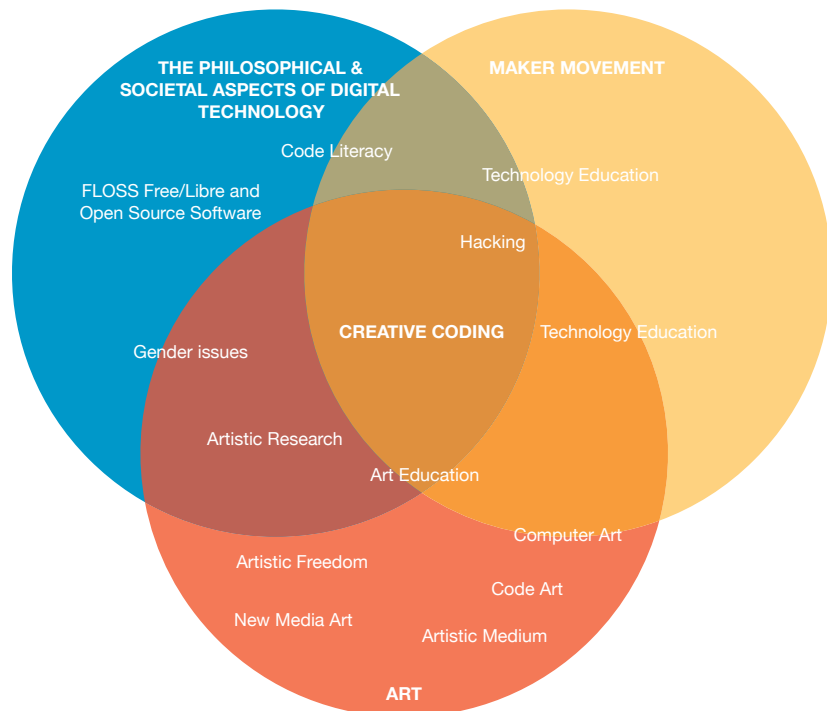 THE PHILOSOPHICAL &
SOCIETAL ASPECTS OF DIGITAL
TECHNOLOGY
MAKER MOVEMENT
Code Literacy
Technology Education
FLOSS Free/Libre and
Open Source Software
Hacking
CREATIVE CODING
Technology Education
Gender issues
Artistic Research
Art Education
Computer Art
Artistic Freedom
Code Art
New Media Art
Artistic Medium
ART